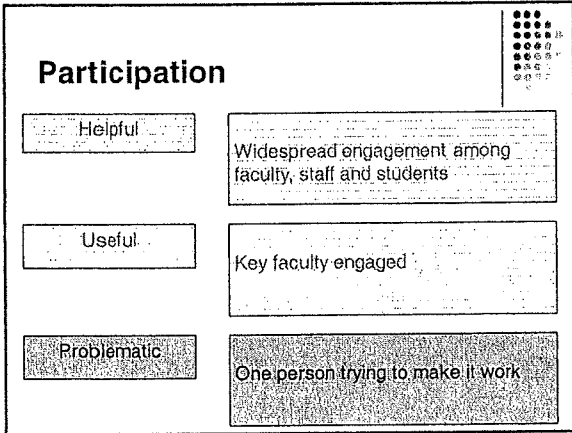 Participation
Helpful
Widespread engagement among
faculty, staff and students
Useful
Key faculty engaged
Problematic
One person trying to make it work